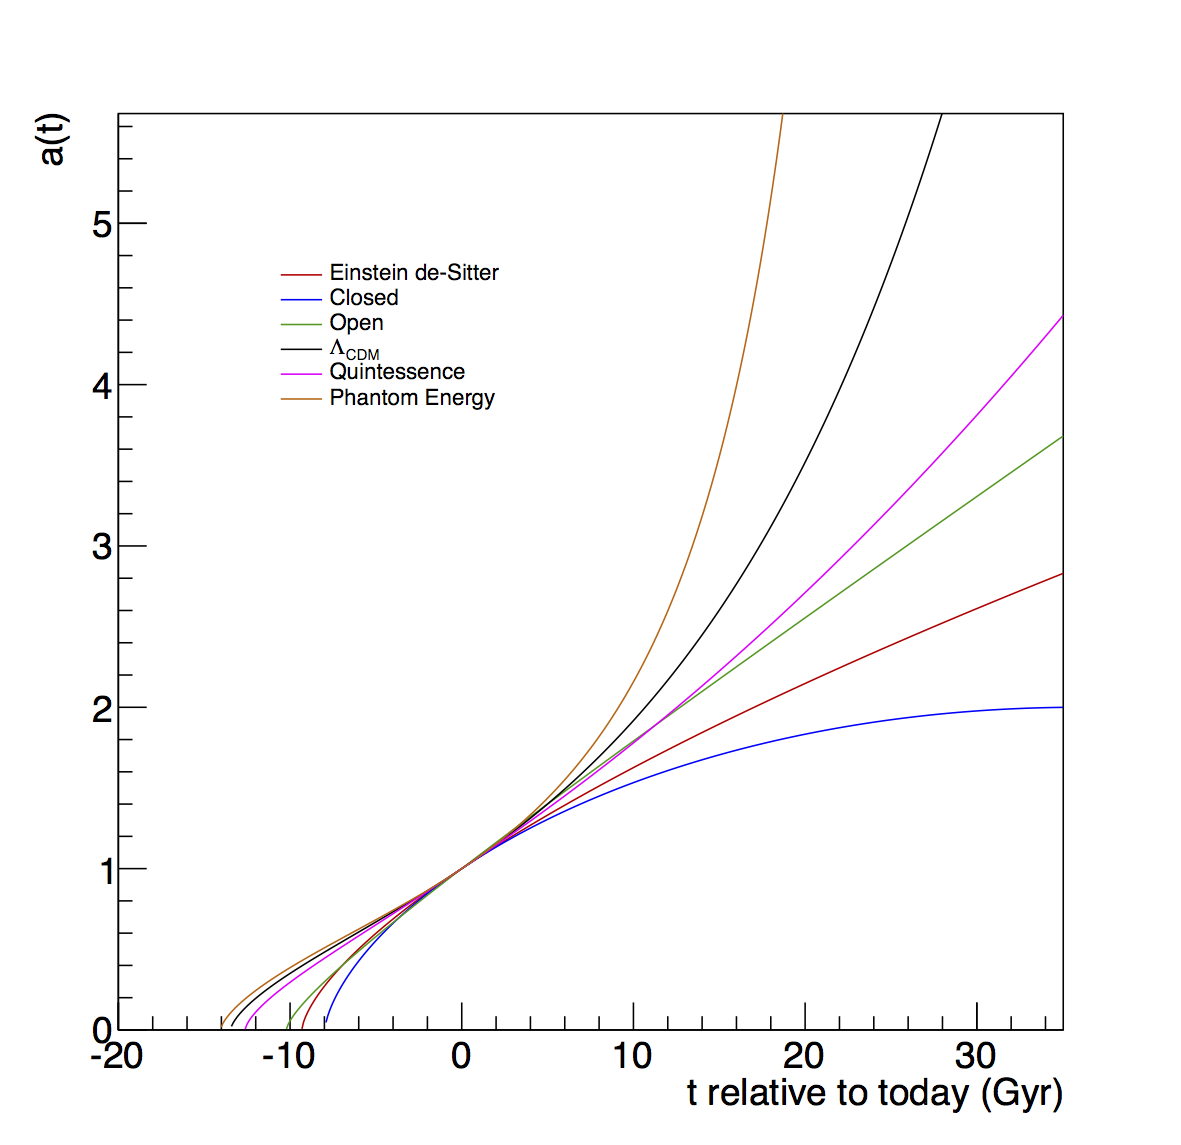 a(t)
5
4
3
2
1
0
Einstein de-Sitter
Closed
Open
ΛCDM
Quintessence
Phantom Energy
-20 -10 0 10 20 30
t relative to today (Gyr)